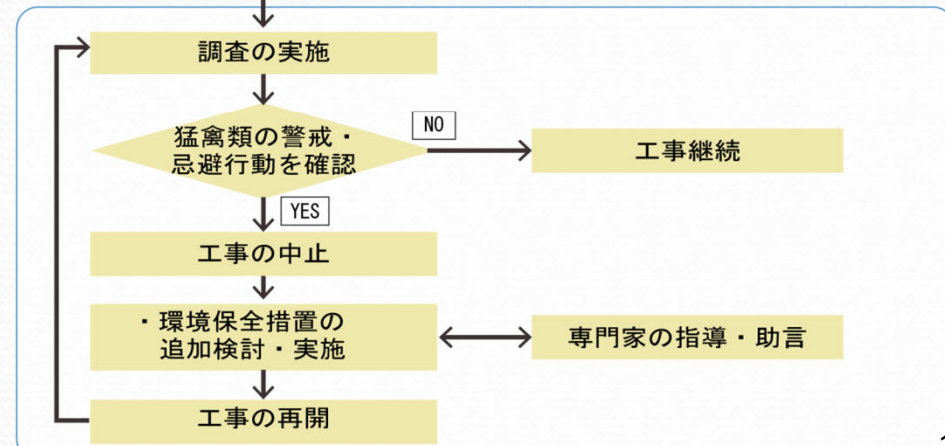 調査の実施
猛禽類の警戒・
忌避行動を確認
NO
工事継続
YES
工事の中止
・環境保全措置の
追加検討・実施
専門家の指導・助言
工事の再開